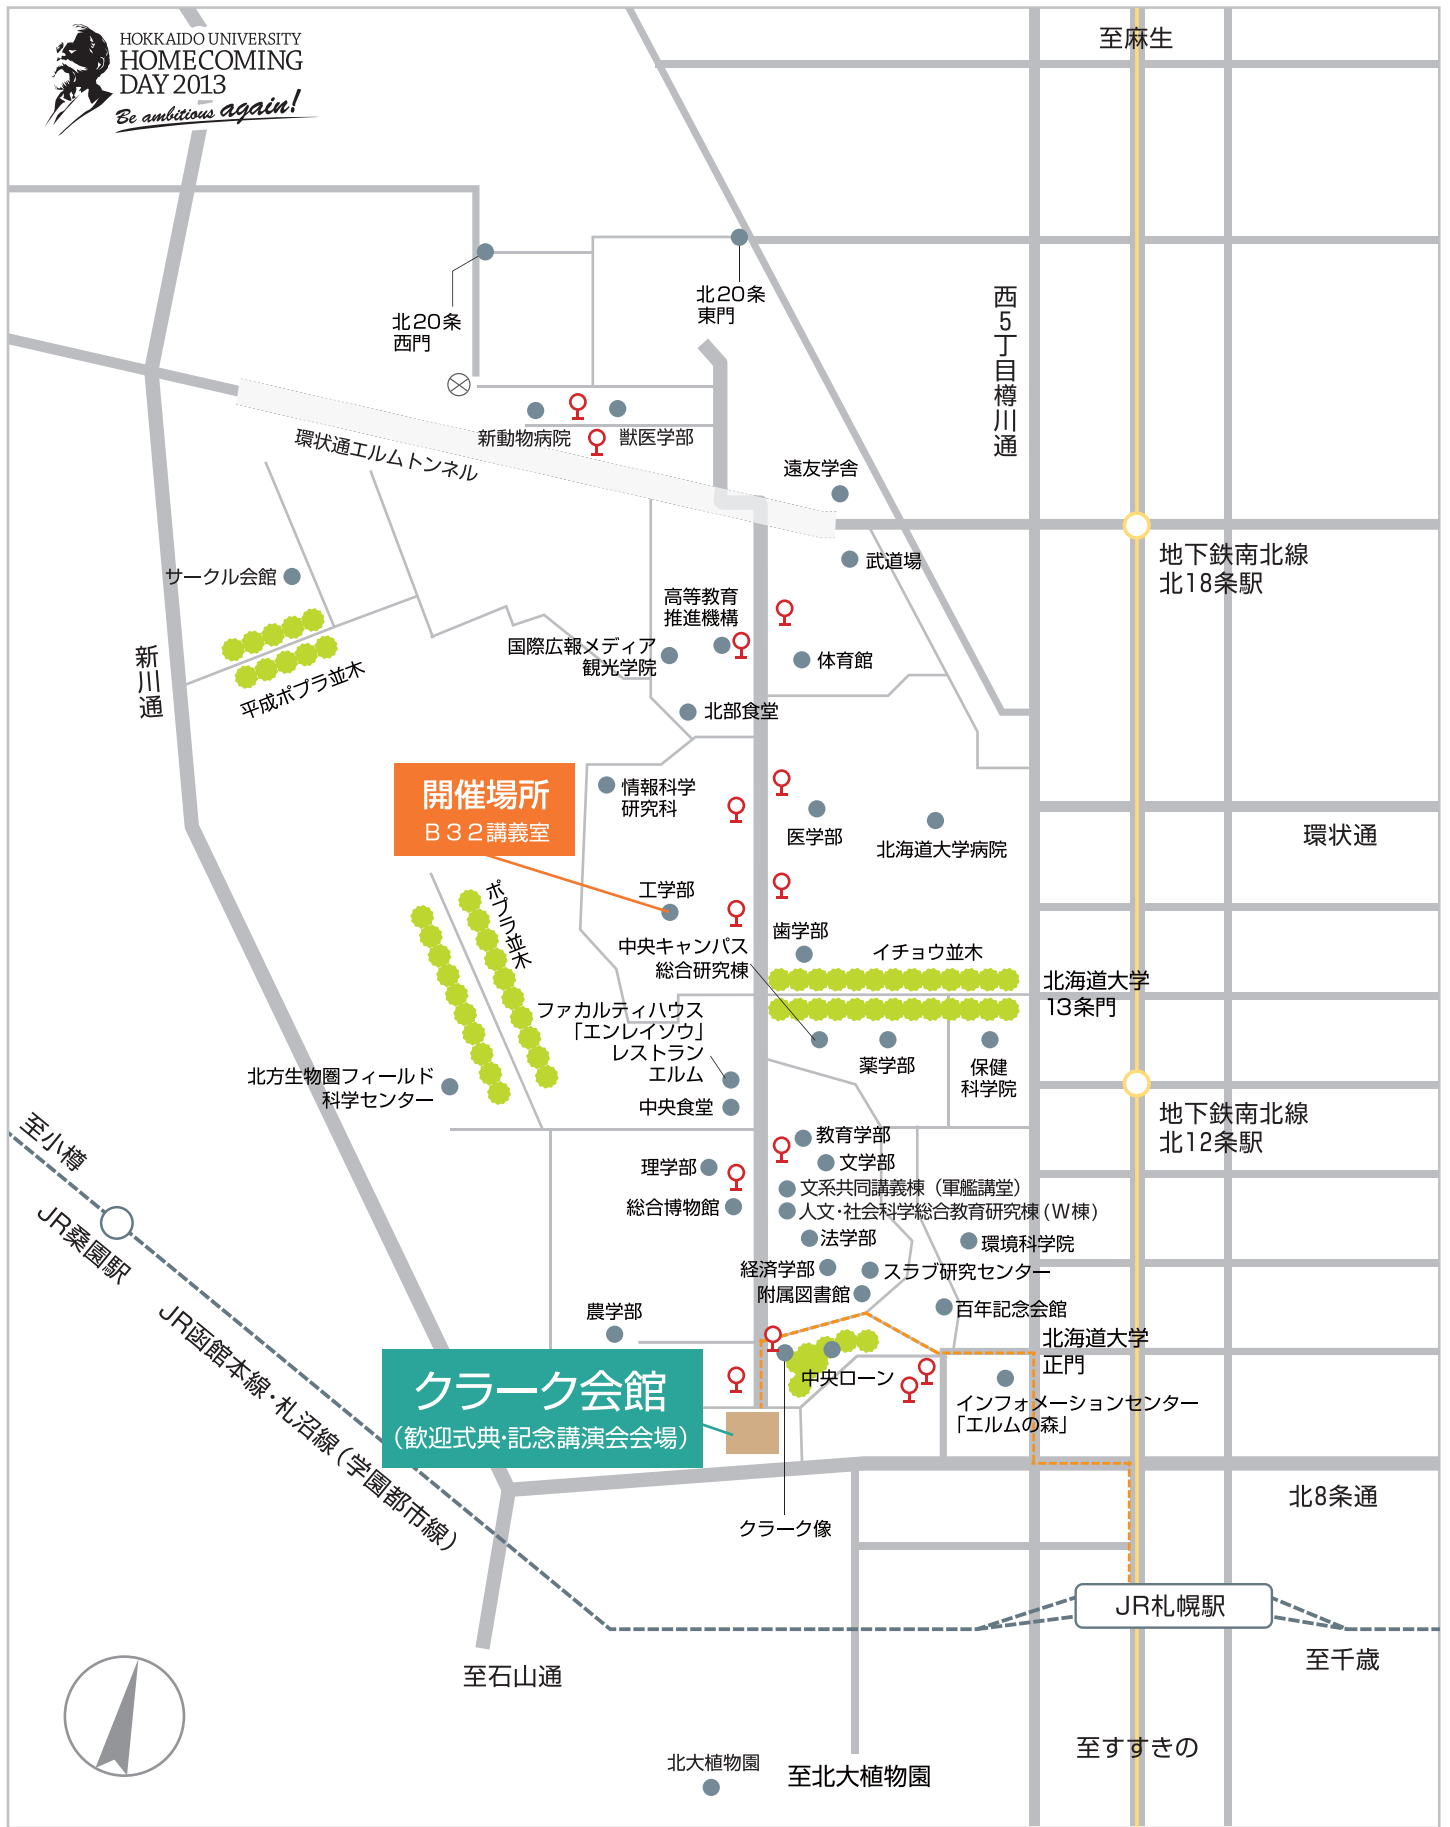 HOKKAIDO UNIVERSITY
HOMECOMING
DAY 2013
Be ambitious again!
至麻生
北20条
東門
北20条
西門
西5丁目樽川通
環状通エルムトンネル
新動物病院
獣医学部
遠友学舎
武道場
地下鉄南北線
北18条駅
サークル会館
平成ポプラ並木
新川通
高等教育
推進機構
国際広報メディア
観光学院
体育館
北部食堂
開催場所
B32講義室
情報科学
研究科
医学部
北海道大学病院
環状通
工学部
ポプラ並木
中央キャンパス
総合研究棟
歯学部
イチョウ並木
北海道大学
13条門
ファカルティハウス
「エンレイソウ」
レストラン
エルム
中央食堂
薬学部
保健
科学院
北方生物圏フィールド
科学センター
地下鉄南北線
北12条駅
教育学部
文学部
理学部
文系共同講義棟(軍艦講堂)
総合博物館
人文・社会科学総合教育研究棟(W棟)
法学部
環境科学院
経済学部
スラブ研究センター
附属図書館
百年記念会館
至小樽
JR桑園駅
JR函館本線・札沼線(学園都市線)
農学部
北海道大学
正門
中央ローン
インフォメーションセンター
「エルムの森」
クラーク会館
(歓迎式典・記念講演会会場)
クラーク像
北8条通
JR札幌駅
至千歳
至石山通
至すすきの
北大植物園
至北大植物園